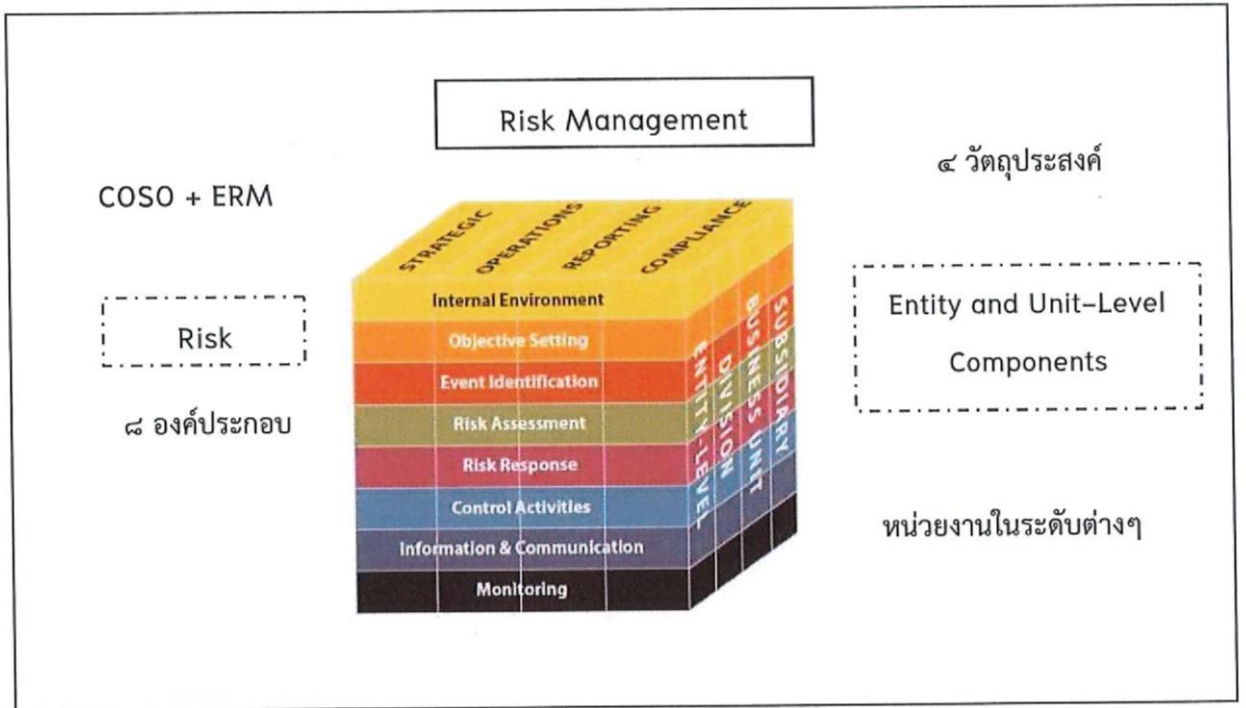 Risk Management
๔ วัตถุประสงค์
COSO + ERM
STRATEGIC
OPERATIONS
REPORTING
COMPLIANCE
Internal Environment
Objective Setting
Event Identification
Risk Assessment
Risk Response
Control Activities
Information & Communication
Monitoring
ENTITY-LEVEL
DIVISION
BUSINESS UNIT
SUBSIDIARY
Risk
๘ องค์ประกอบ
Entity and Unit-Level
Components
หน่วยงานในระดับต่างๆ